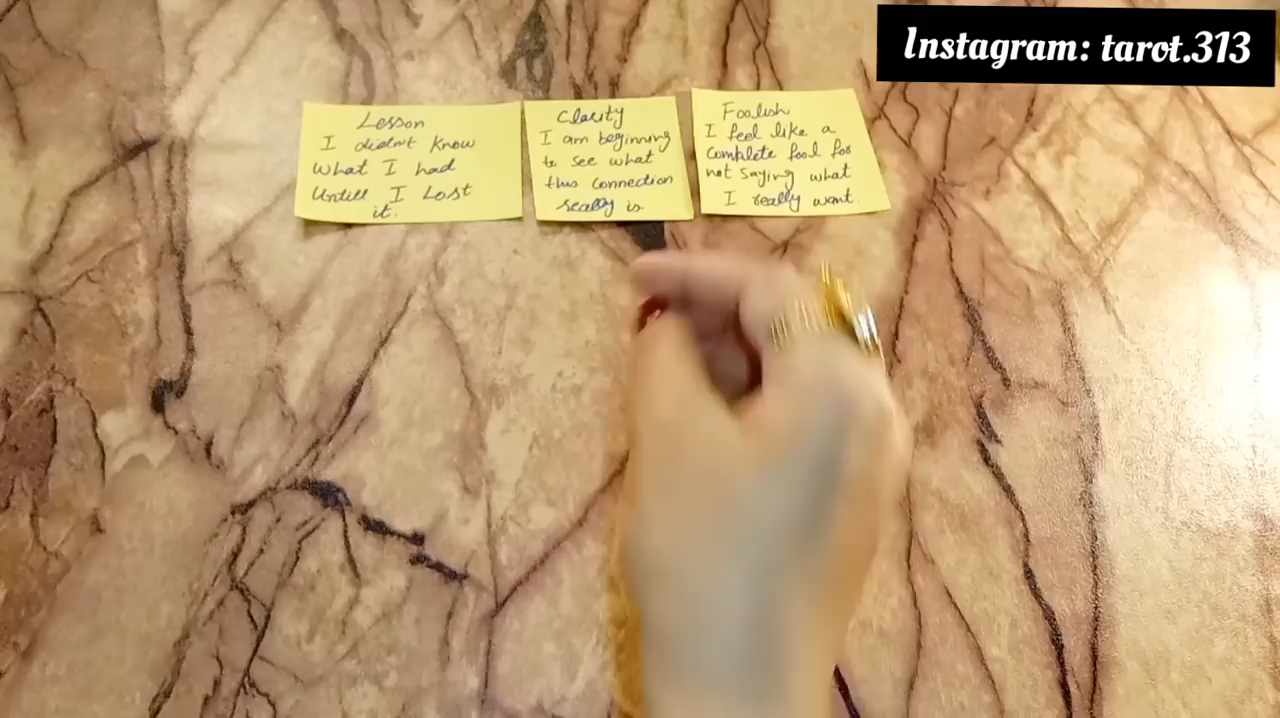 Instagram: tarot.313
Lesson
I didn't know
what I had
Untill I Lost
it.
Clarity
I am beginning
to see what
this connection
really is.
Foolish
I feel like a
complete fool for
not saying what
I really want.